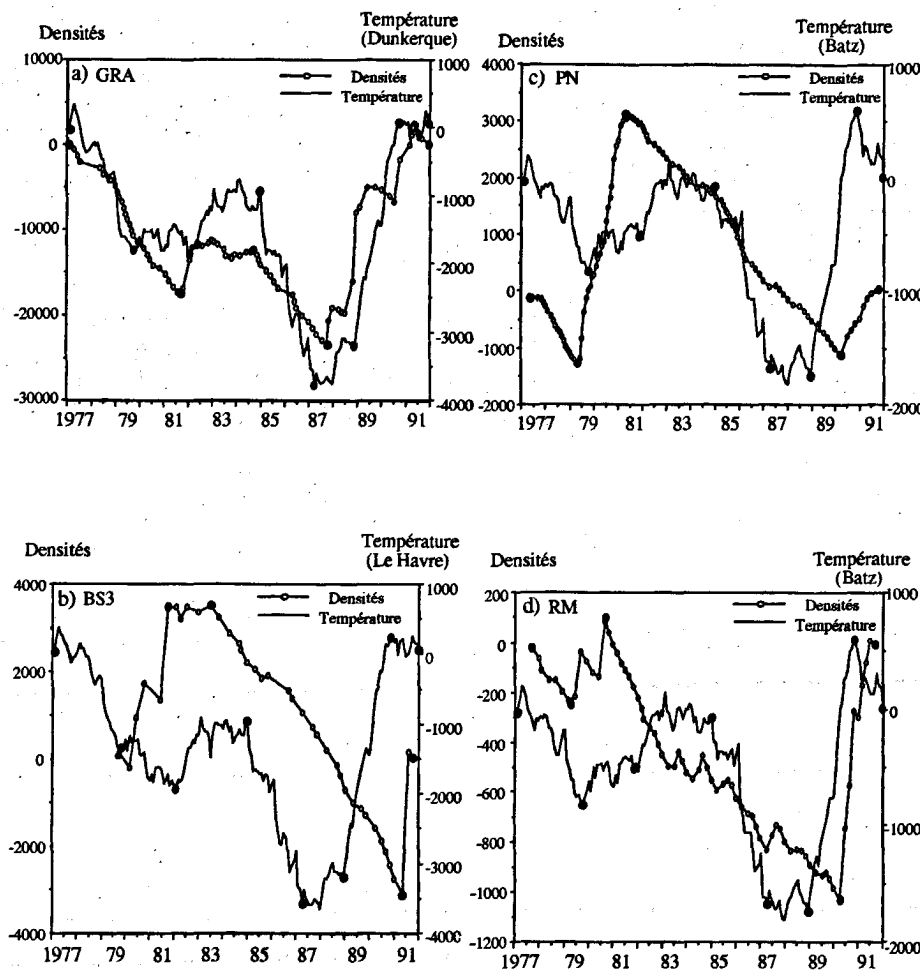 Densités
Température
(Dunkerque)
a) GRA
Densités
Température
10000
0
-10000
-20000
-30000
1000
0
-1000
-2000
-3000
-4000
1977 79 81 83 85 87 89 91
Densités
Température
(Batz)
c) PN
Densités
Température
4000
3000
2000
1000
0
-1000
-2000
1000
0
-1000
-2000
1977 79 81 83 85 87 89 91
Densités
Température
(Le Havre)
b) BS3
Densités
Température
4000
2000
0
-2000
-4000
1000
0
-1000
-2000
-3000
-4000
1977 79 81 83 85 87 89 91
Densités
Température
(Batz)
d) RM
Densités
Température
200
0
-200
-400
-600
-800
-1000
-1200
1000
0
-1000
-2000
1977 79 81 83 85 87 89 91